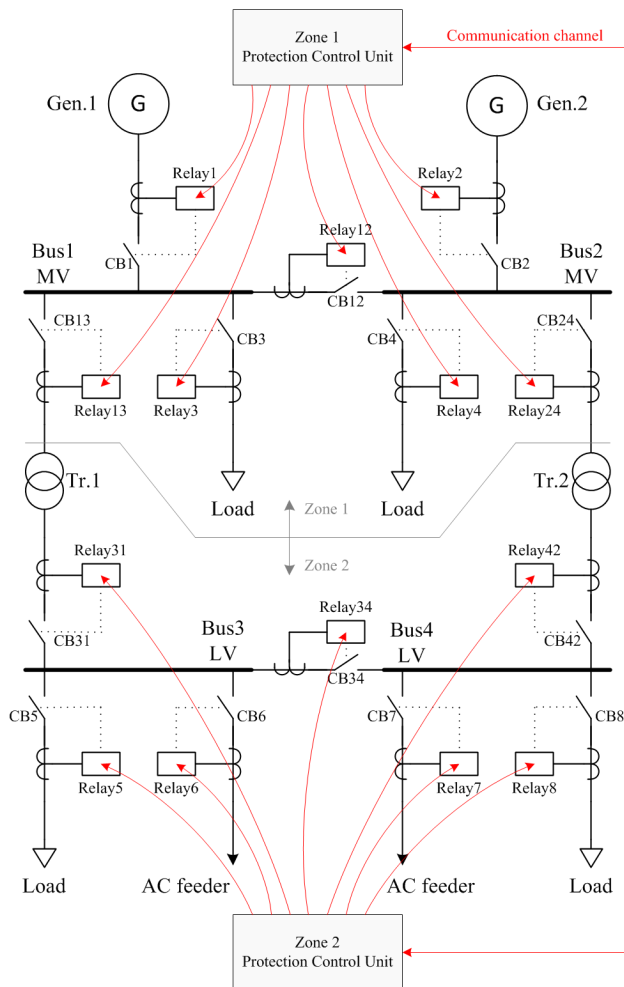 Zone 1
Protection Control Unit
Communication channel
Gen.1
G
Gen.2
G
Relay1
Relay2
Relay12
Bus1
MV
CB1
CB12
CB2
Bus2
MV
CB13
CB3
CB4
CB24
Relay13
Relay3
Relay4
Relay24
Tr.1
Load
Load
Tr.2
Zone 1
Zone 2
Relay31
Relay42
Relay34
CB31
Bus3
LV
CB34
Bus4
LV
CB42
CB5
CB6
CB7
CB8
Relay5
Relay6
Relay7
Relay8
Load
AC feeder
AC feeder
Load
Zone 2
Protection Control Unit